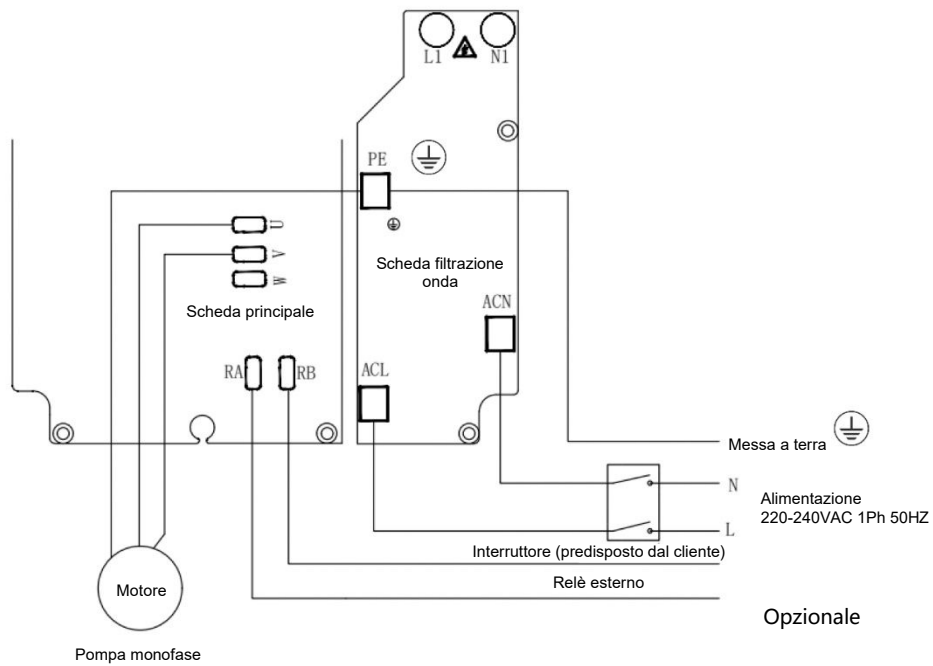 L1
N1
PE
U
V
W
Scheda principale
Scheda filtrazione
onda
ACN
RA
RB
ACL
Messa a terra
N
Alimentazione
220-240VAC 1Ph 50HZ
L
Interruttore (predisposto dal cliente)
Relè esterno
Motore
Opzionale
Pompa monofase